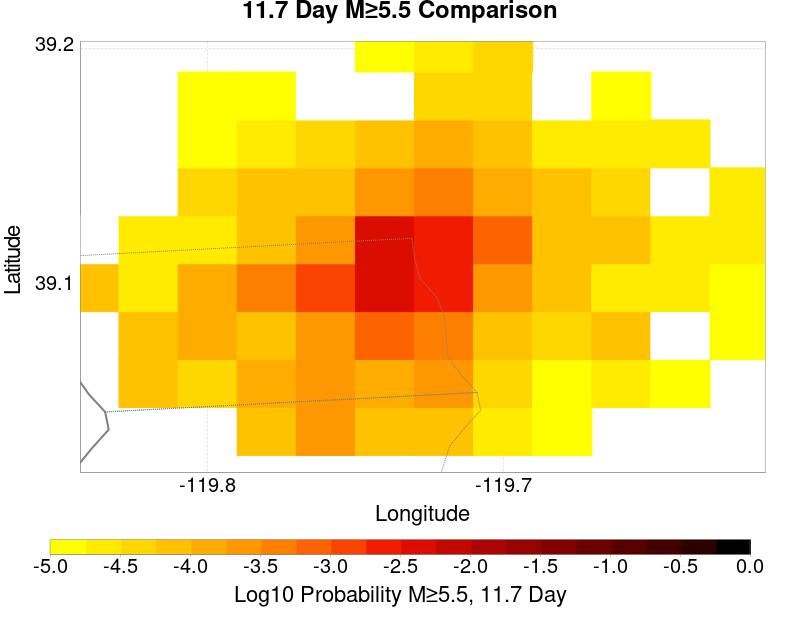 11.7 Day M≥5.5 Comparison
39.2
39.1
Latitude
-119.8 -119.7
Longitude
-5.0 -4.5 -4.0 -3.5 -3.0 -2.5 -2.0 -1.5 -1.0 -0.5 0.0
Log10 Probability M≥5.5, 11.7 Day